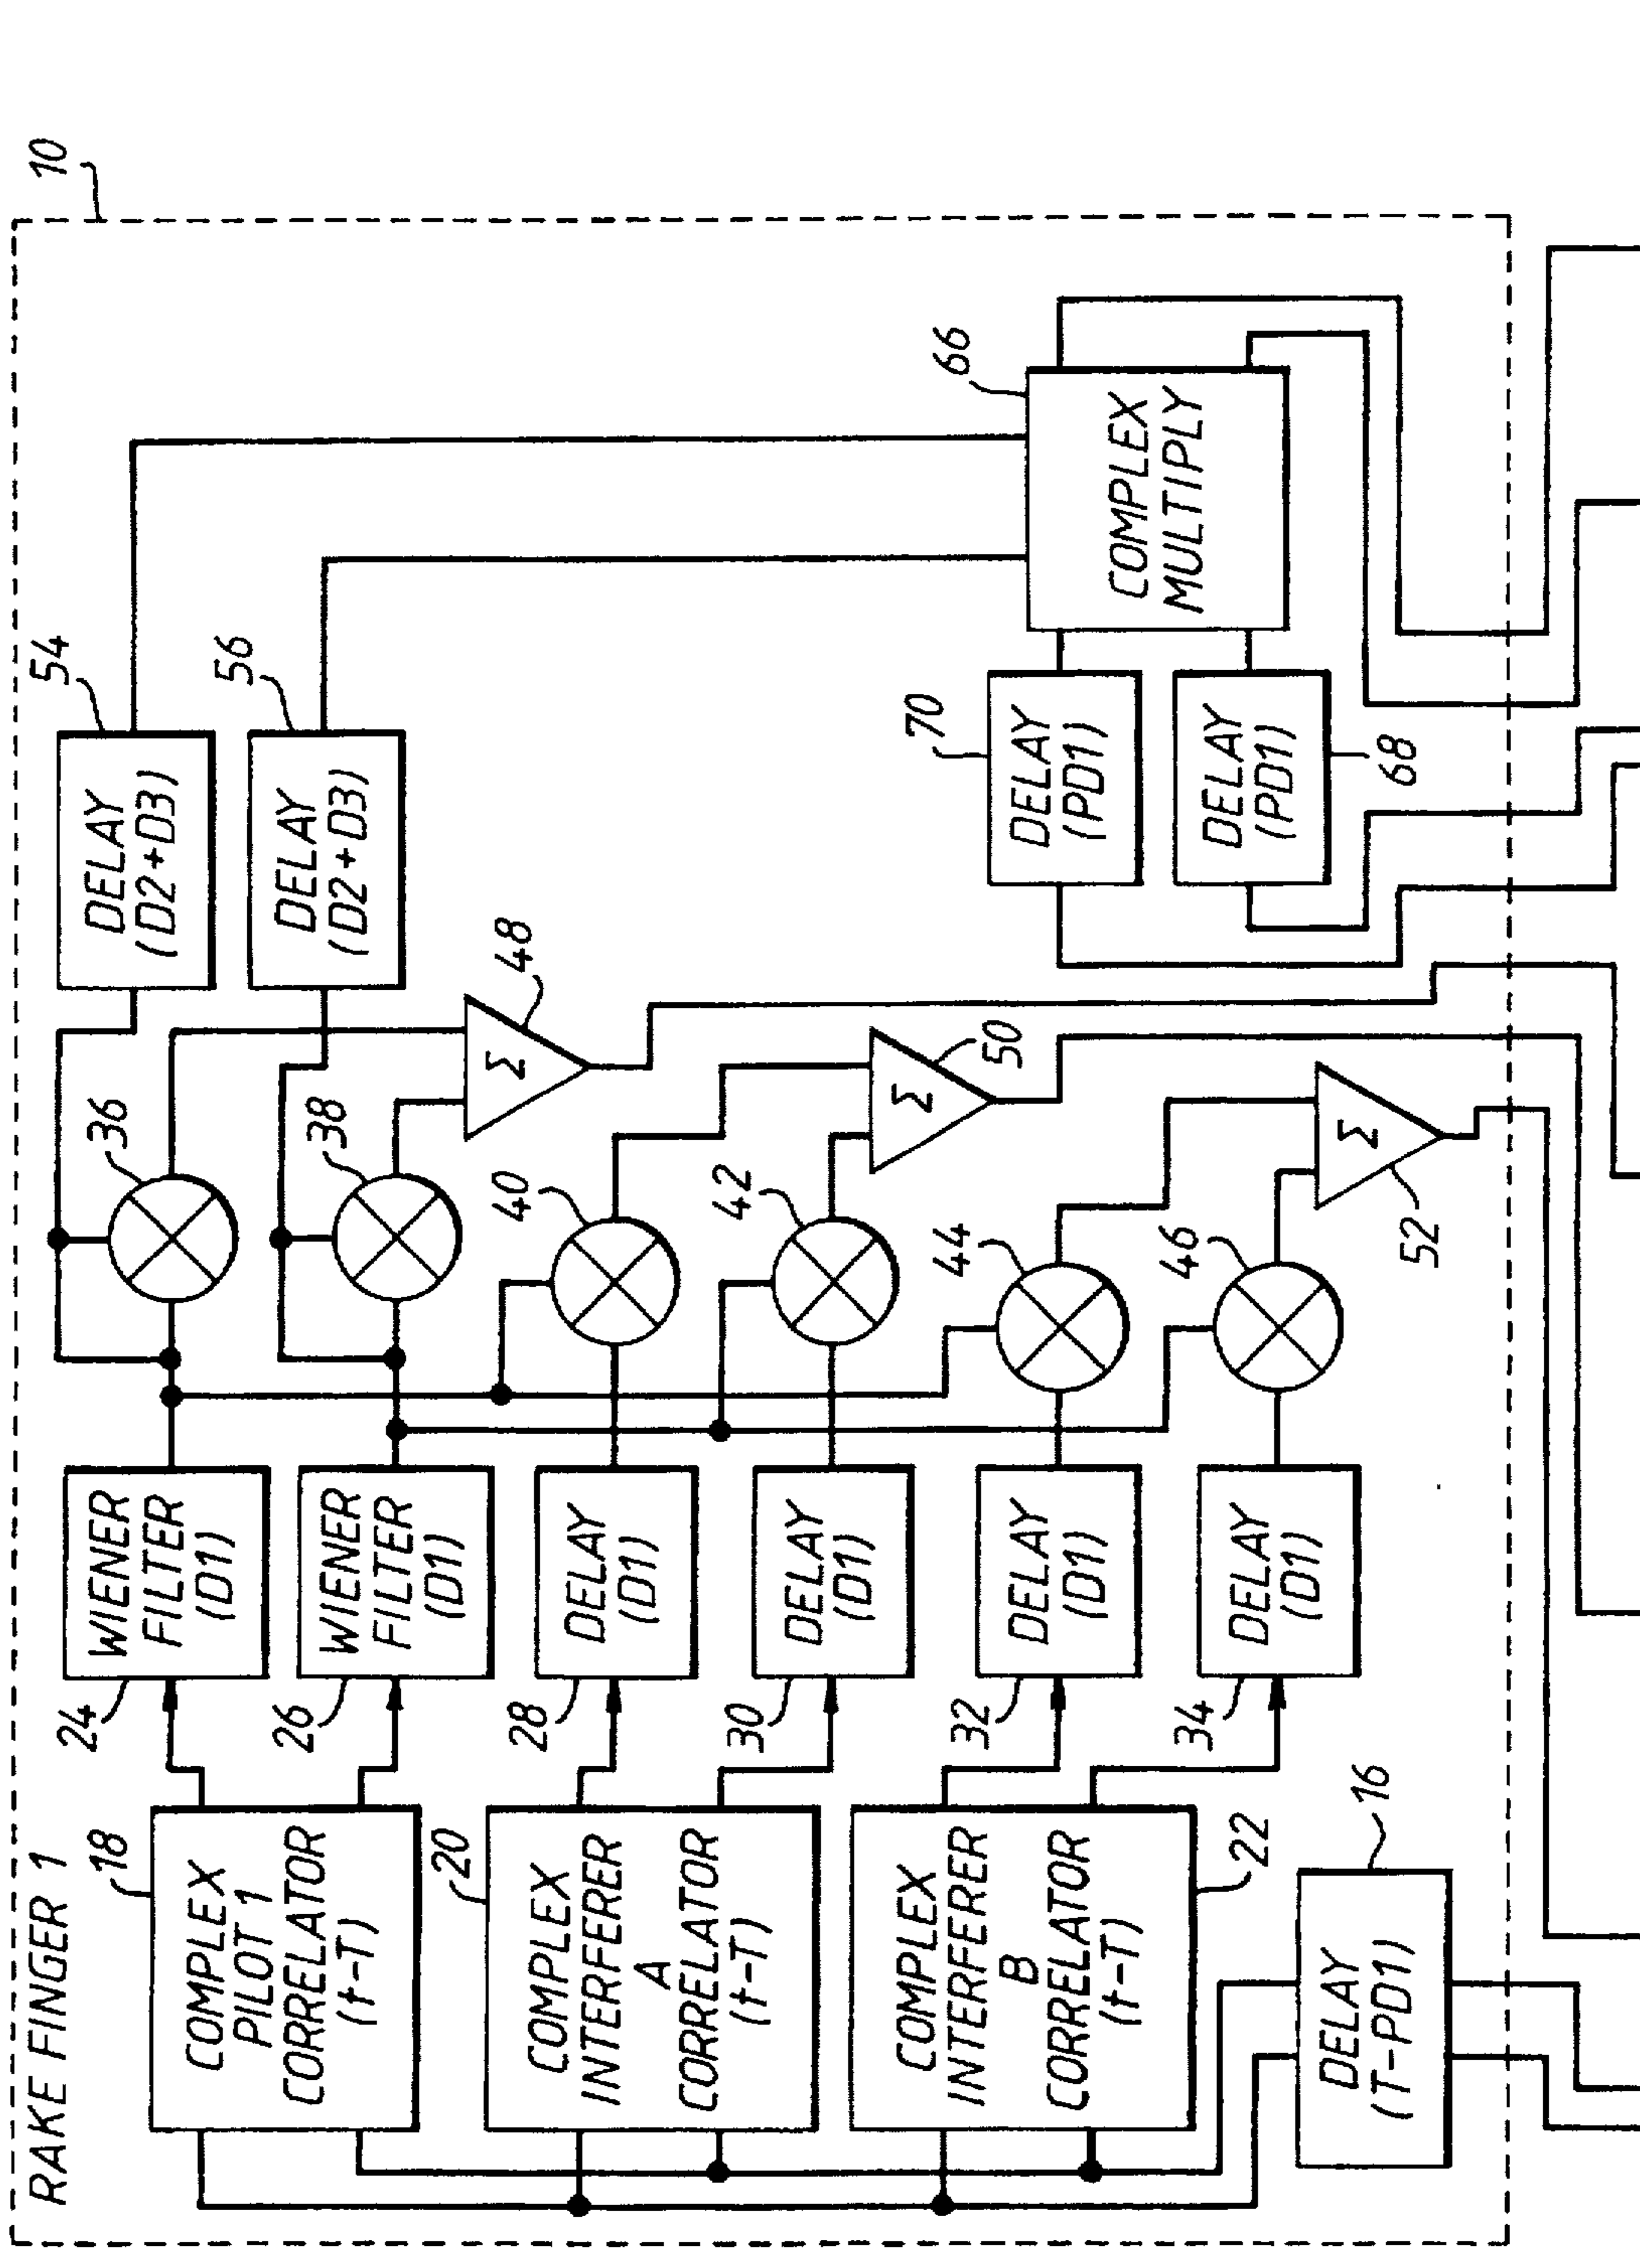 RAKE FINGER 1
10
18
COMPLEX
PILOT 1
CORRELATOR
(t-T)
24
WIENER
FILTER
(D1)
26
WIENER
FILTER
(D1)
36
38
54
DELAY
(D2+D3)
56
DELAY
(D2+D3)
48
Σ
20
COMPLEX
INTERFERER
A
CORRELATOR
(t-T)
28
DELAY
(D1)
30
DELAY
(D1)
40
42
50
Σ
22
COMPLEX
INTERFERER
B
CORRELATOR
(t-T)
32
DELAY
(D1)
34
DELAY
(D1)
44
46
52
Σ
70
DELAY
(PD1)
68
DELAY
(PD1)
66
COMPLEX
MULTIPLY
16
DELAY
(T-PD1)